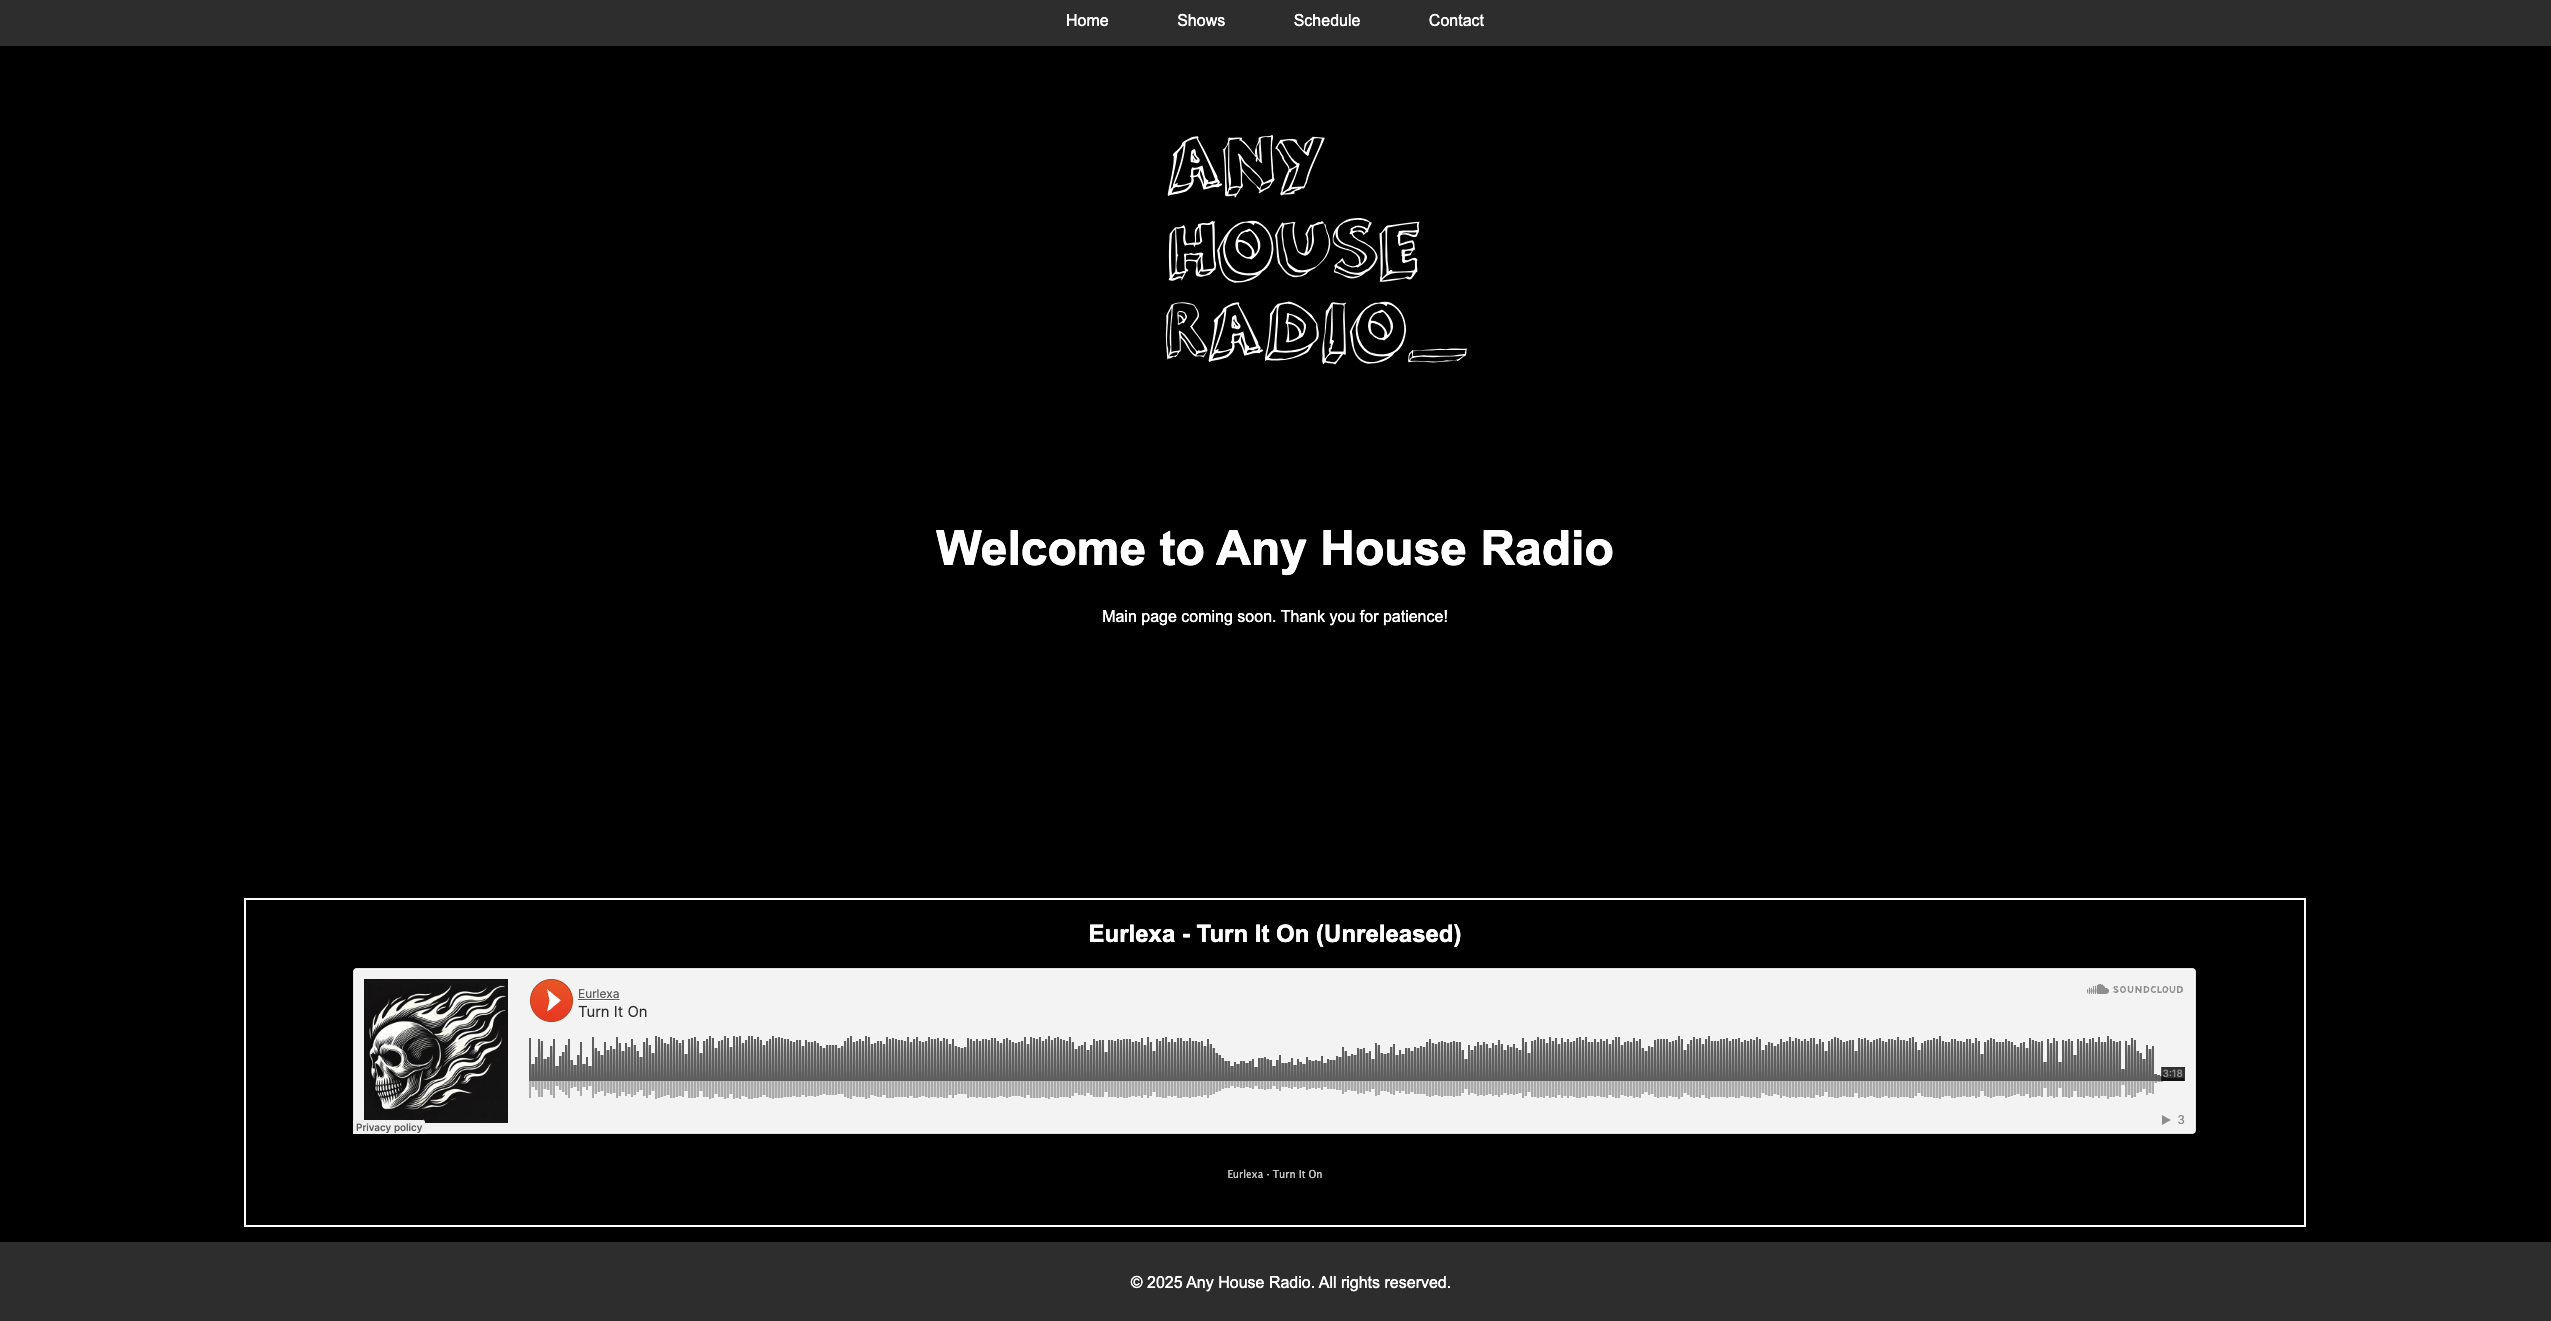 Home Shows Schedule Contact
ANY
HOUSE
RADIO_
Welcome to Any House Radio
Main page coming soon. Thank you for patience!
Eurlexa - Turn It On (Unreleased)
Eurlexa
Turn It On
SOUNDCLOUD
3:18
Privacy policy
3
Eurlexa · Turn It On
© 2025 Any House Radio. All rights reserved.